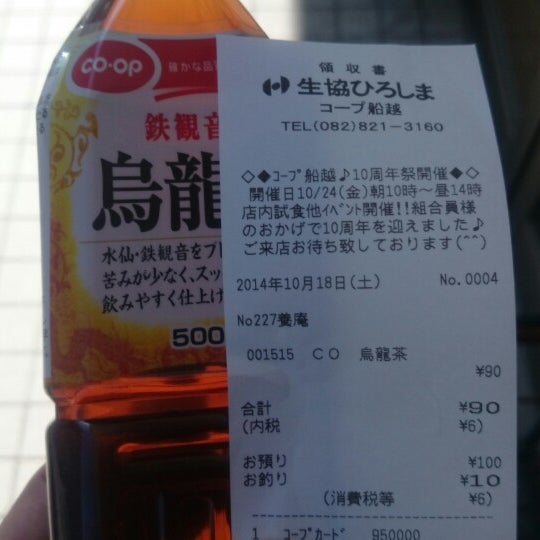 co·op
確かな品
鉄観音
烏龍
水仙・鉄観音をブレ
苦みが少なく、スッ
飲みやすく仕上げ
500
領収書
生協ひろしま
コープ船越
TEL(082)821-3160
◇◆ｺｰﾌﾟ船越♪10周年祭開催◆◇
開催日10/24(金)朝10時～昼14時
店内試食他ｲﾍﾞﾝﾄ開催!!組合員様
のおかげで10周年を迎えました♪
ご来店お待ち致しております(^^)
2014年10月18日(土) No.0004
No227養庵
001515 CO 烏龍茶
¥90
合計 ¥90
(内税 ¥6)
お預り ¥100
お釣り ¥10
(消費税等 ¥6)
1 ｺｰﾌﾟｶｰﾄﾞ 950000